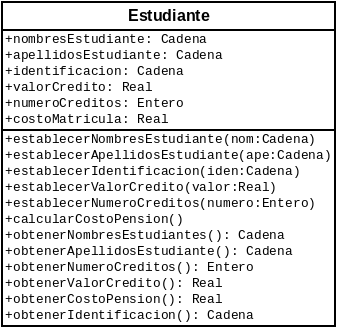 Estudiante
+nombresEstudiante: Cadena
+apellidosEstudiante: Cadena
+identificacion: Cadena
+valorCredito: Real
+numeroCreditos: Entero
+costoMatricula: Real
+establecerNombresEstudiante(nom:Cadena)
+establecerApellidosEstudiante(ape:Cadena)
+establecerIdentificacion(iden:Cadena)
+establecerValorCredito(valor:Real)
+establecerNumeroCreditos(numero:Entero)
+calcularCostoPension()
+obtenerNombresEstudiantes(): Cadena
+obtenerApellidosEstudiante(): Cadena
+obtenerNumeroCreditos(): Entero
+obtenerValorCredito(): Real
+obtenerCostoPension(): Real
+obtenerIdentificacion(): Cadena